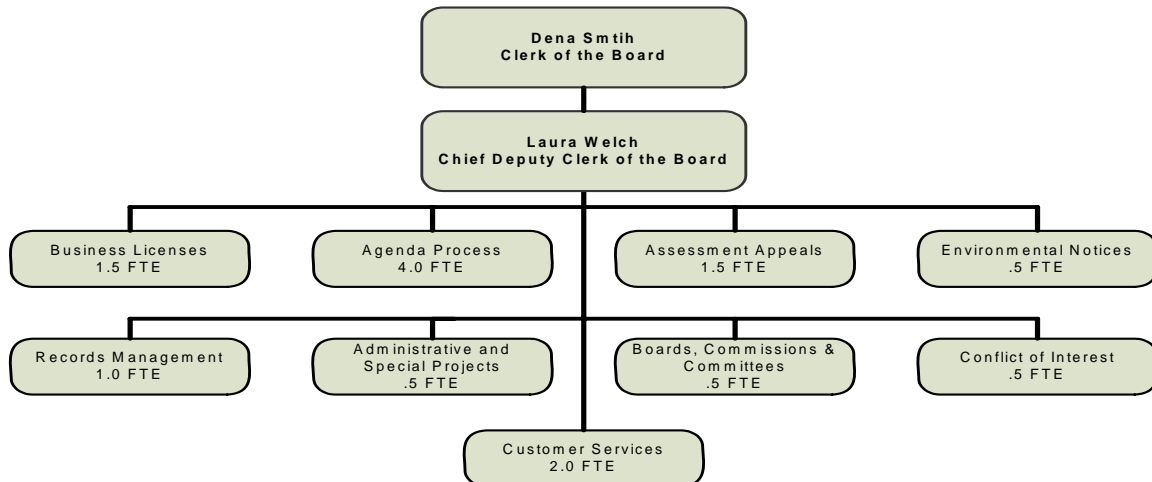 Dena Smtih
Clerk of the Board
Laura Welch
Chief Deputy Clerk of the Board
Business Licenses
1.5 FTE
Agenda Process
4.0 FTE
Assessment Appeals
1.5 FTE
Environmental Notices
.5 FTE
Records Management
1.0 FTE
Administrative and
Special Projects
.5 FTE
Boards, Commissions &
Committees
.5 FTE
Conflict of Interest
.5 FTE
Customer Services
2.0 FTE